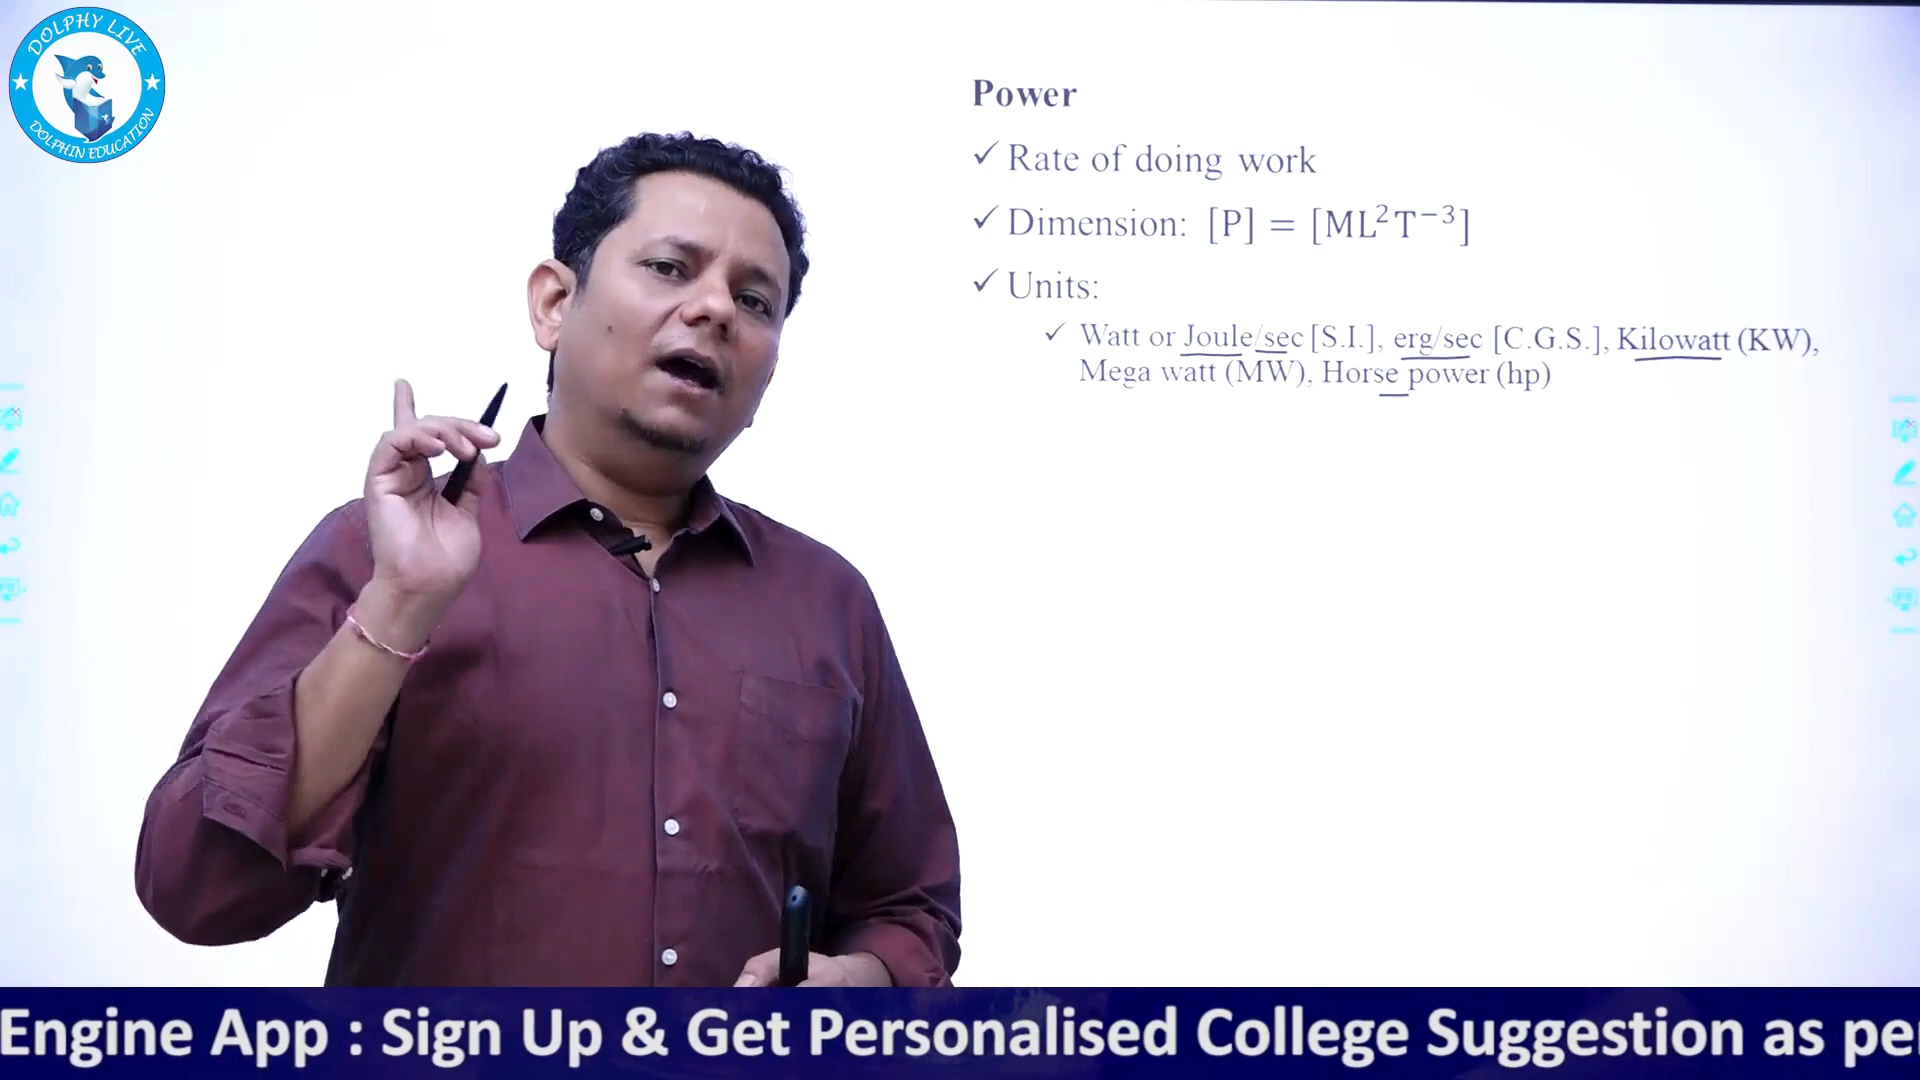 DOLPHY LIVE
DOLPHIN EDUCATION
Power
✓ Rate of doing work
✓ Dimension: [P] = [ML²T⁻³]
✓ Units:
✓ Watt or Joule/sec [S.I.], erg/sec [C.G.S.], Kilowatt (KW),
Mega watt (MW), Horse power (hp)
Engine App : Sign Up & Get Personalised College Suggestion as per